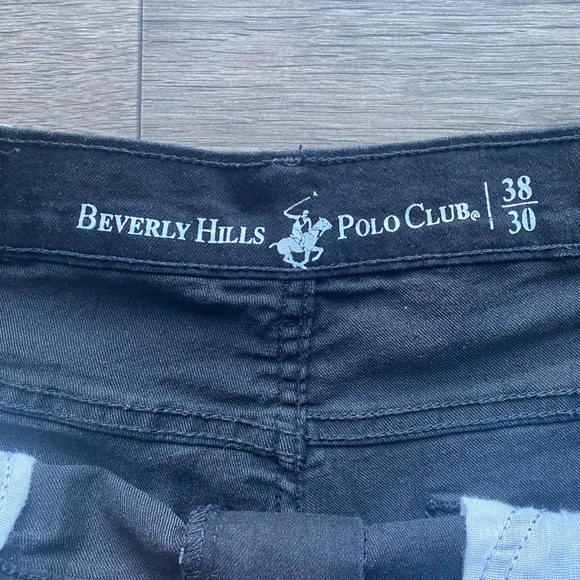 BEVERLY HILLS POLO CLUB® | 38
30